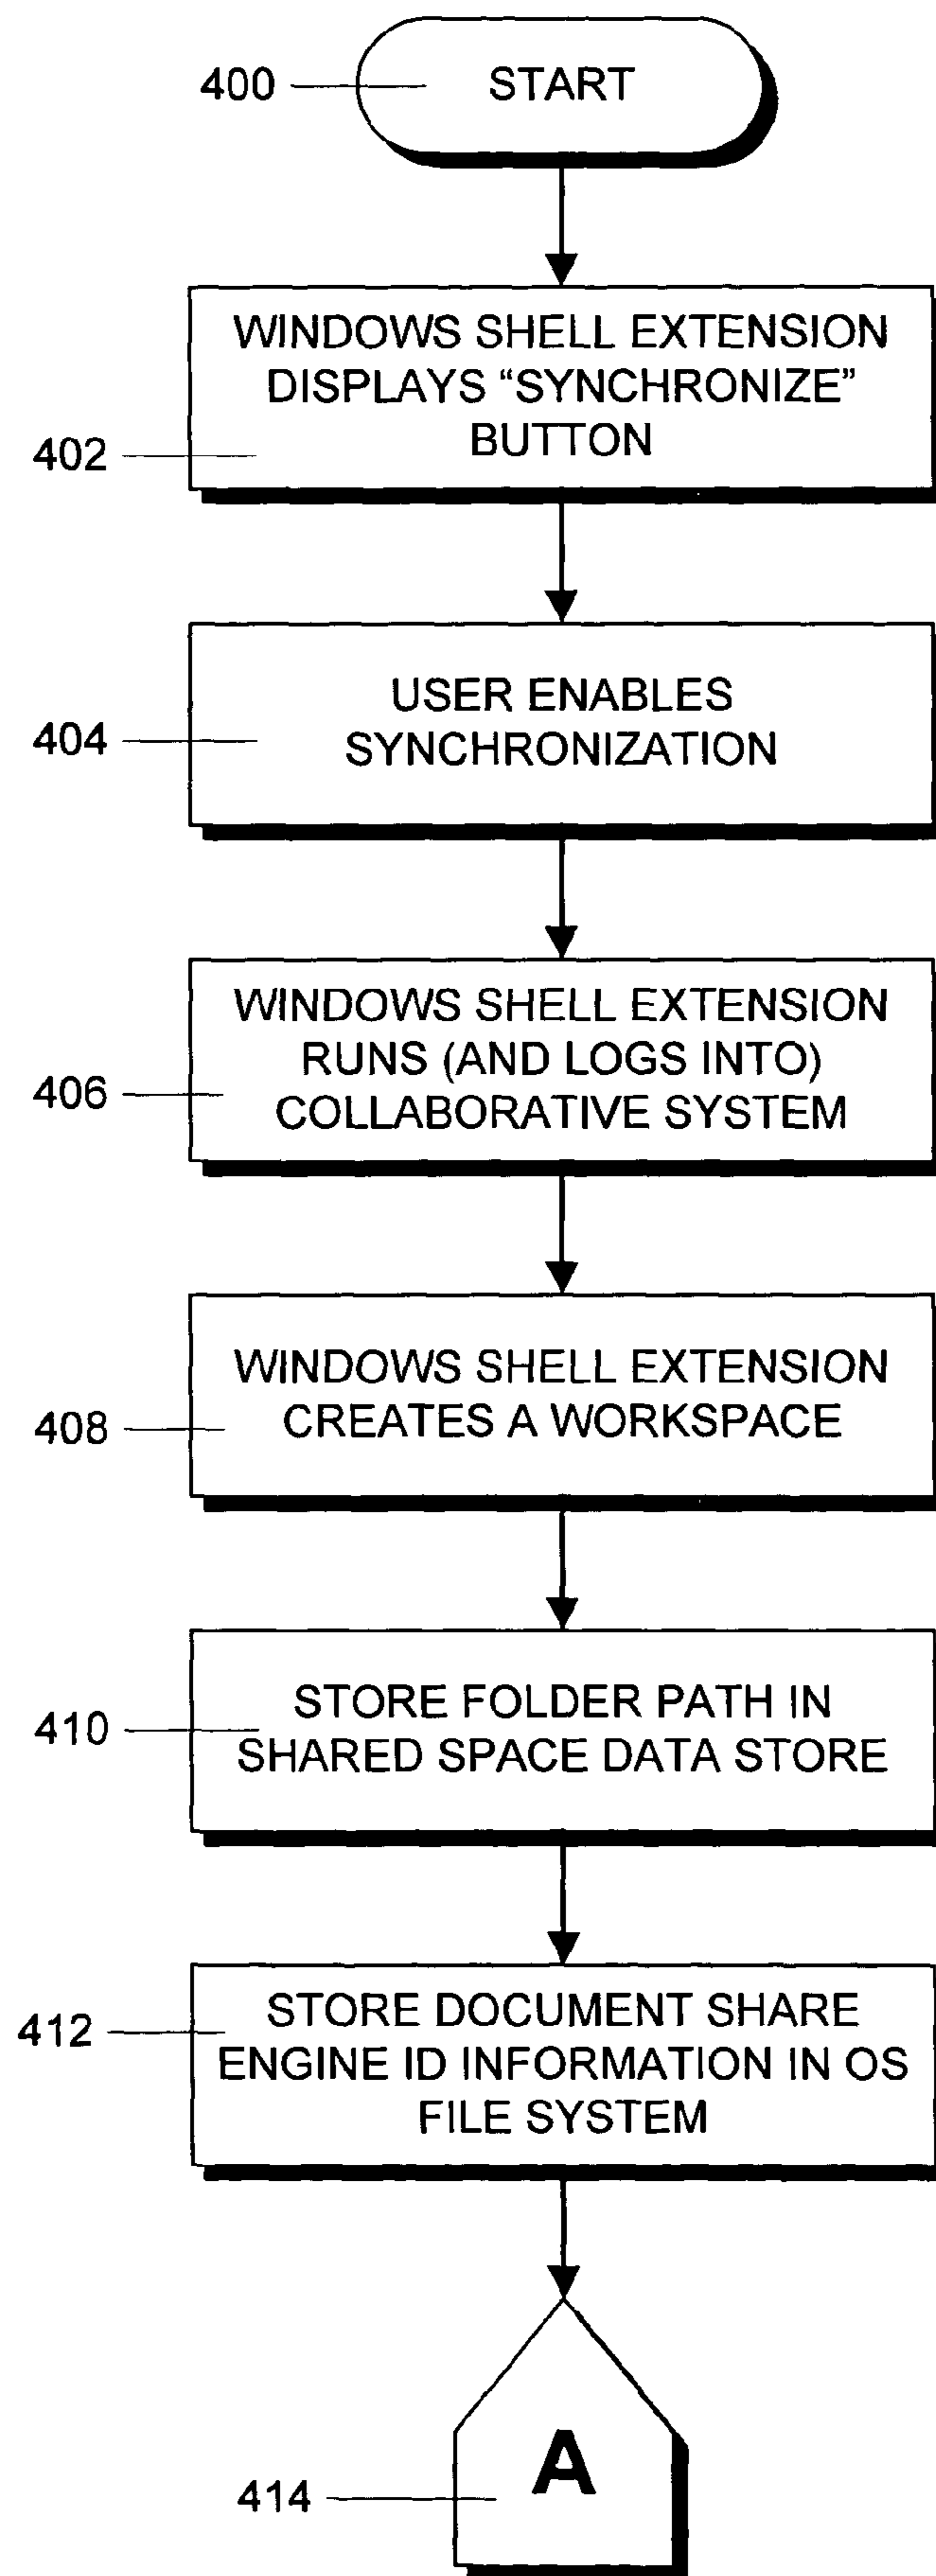 400
START
WINDOWS SHELL EXTENSION
DISPLAYS “SYNCHRONIZE”
BUTTON
402
USER ENABLES
SYNCHRONIZATION
404
WINDOWS SHELL EXTENSION
RUNS (AND LOGS INTO)
COLLABORATIVE SYSTEM
406
WINDOWS SHELL EXTENSION
CREATES A WORKSPACE
408
STORE FOLDER PATH IN
SHARED SPACE DATA STORE
410
STORE DOCUMENT SHARE
ENGINE ID INFORMATION IN OS
FILE SYSTEM
412
A
414